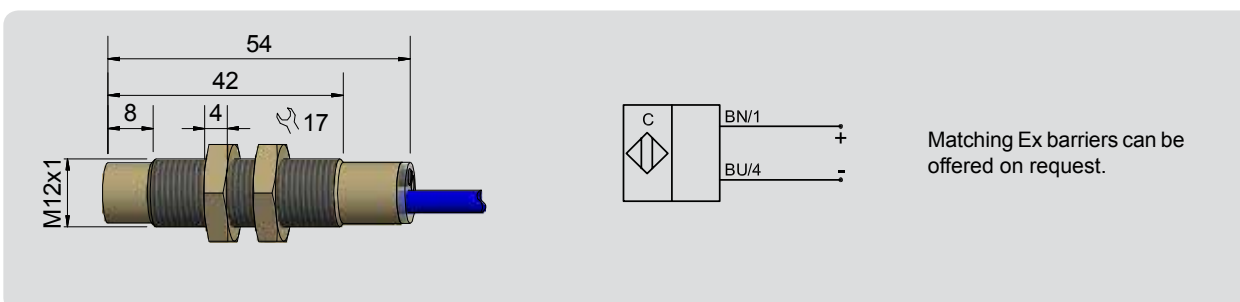 54
42
8
4
17
M12x1
C
BN/1
+
BU/4
-
Matching Ex barriers can be
offered on request.